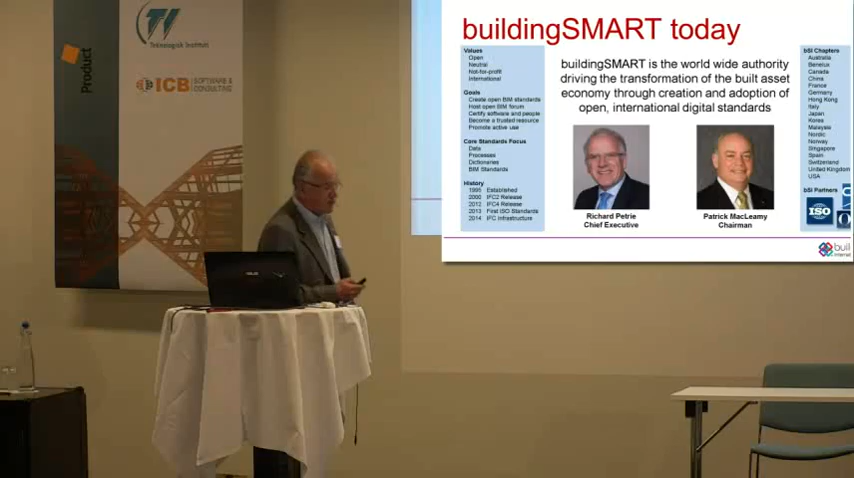 Teknologisk Institut
Product
ICB SOFTWARE &
CONSULTING
ASUS
buildingSMART today
Values
Open
Neutral
Not-for-profit
International
Goals
Create open BIM standards
Host open BIM forum
Certify software and people
Become a trusted resource
Promote active use
Core Standards Focus
Data
Processes
Dictionaries
BIM Standards
History
1995 Established
2000 IFC2 Release
2012 IFC4 Release
2013 First ISO Standards
2014 IFC Infrastructure
buildingSMART is the world wide authority
driving the transformation of the built asset
economy through creation and adoption of
open, international digital standards
Richard Petrie
Chief Executive
Patrick MacLeamy
Chairman
bSI Chapters
Australia
Benelux
Canada
China
France
Germany
Hong Kong
Italy
Japan
Korea
Malaysia
Nordic
Norway
Singapore
Spain
Switzerland
United Kingdom
USA
bSI Partners
ISO
buil
Internat